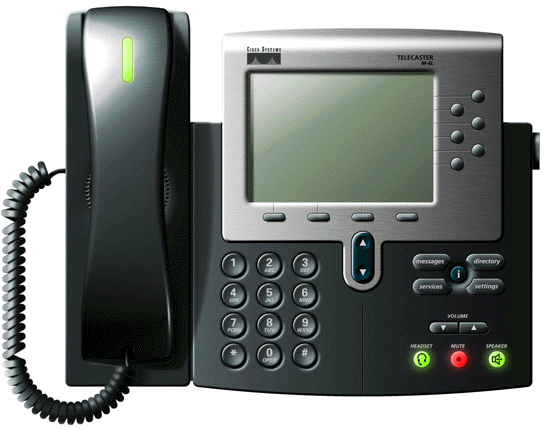 CISCO SYSTEMS
TELECASTER
M-6L
messages
directory
i
services
settings
1
2
ABC
3
DEF
4
GHI
5
JKL
6
MNO
7
PQRS
8
TUV
9
WXYZ
*
0
OPER
#
VOLUME
HEADSET
MUTE
SPEAKER